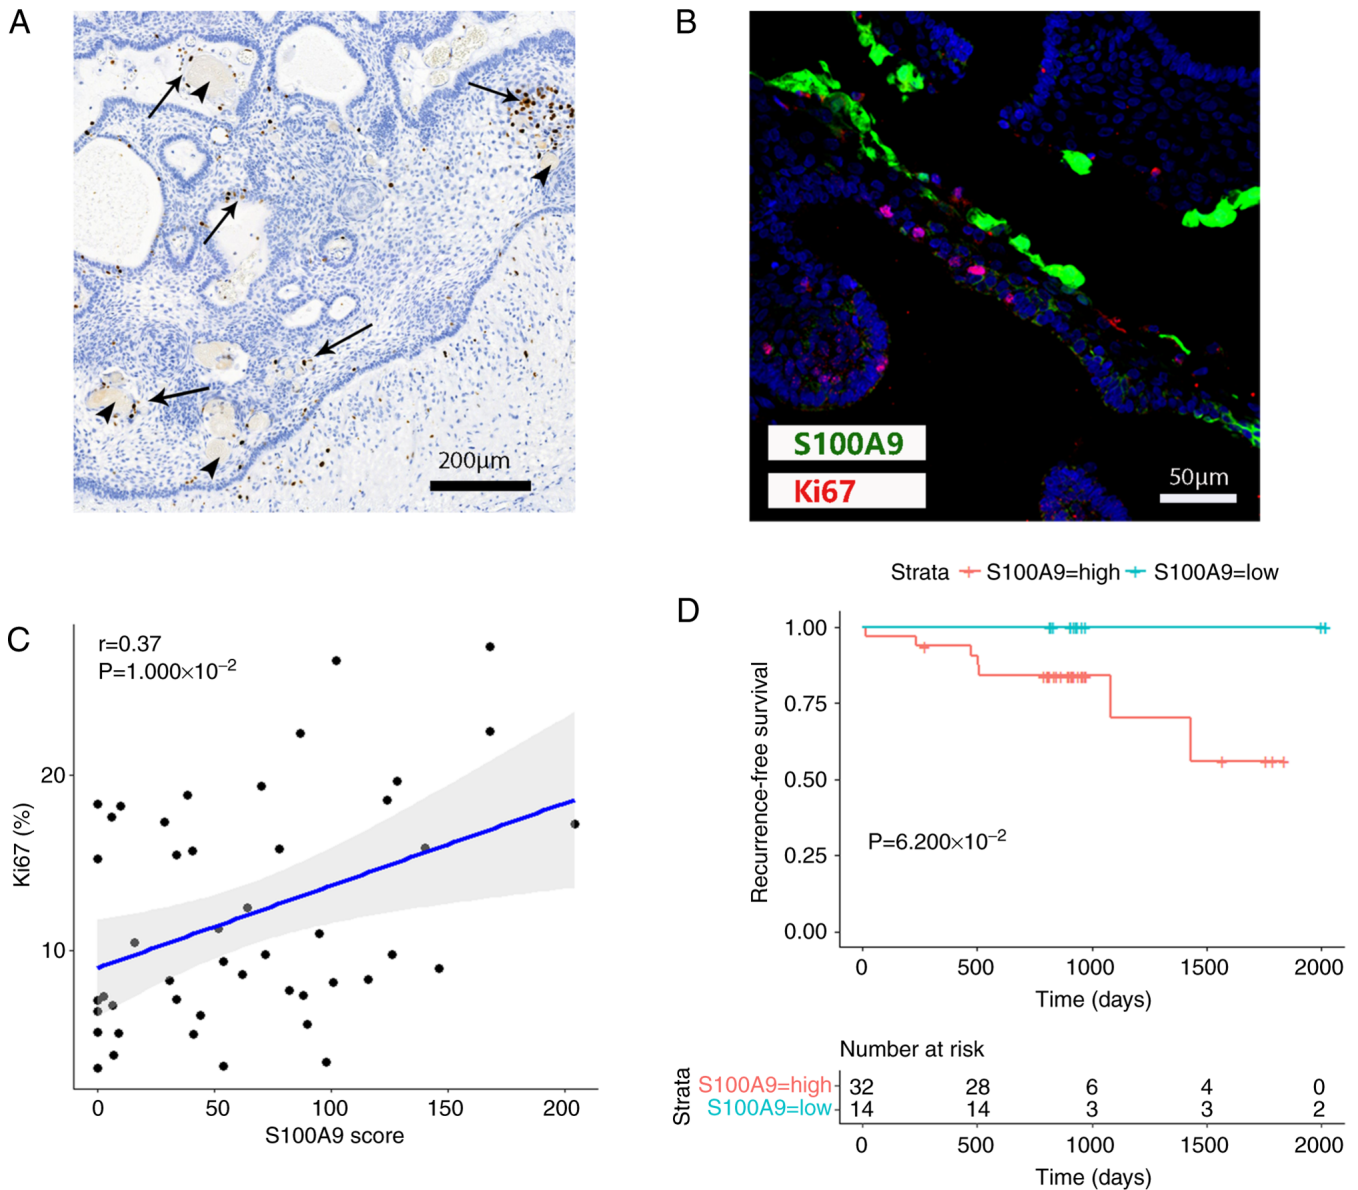 A
200μm
B
S100A9
Ki67
50μm
C
r=0.37
P=1.000×10−2
20
10
Ki67 (%)
0 50 100 150 200
S100A9 score
Strata S100A9=high S100A9=low
D
1.00
0.75
0.50
0.25
0.00
Recurrence-free survival
P=6.200×10−2
0 500 1000 1500 2000
Time (days)
Number at risk
Strata
S100A9=high 32 28 6 4 0
S100A9=low 14 14 3 3 2
0 500 1000 1500 2000
Time (days)